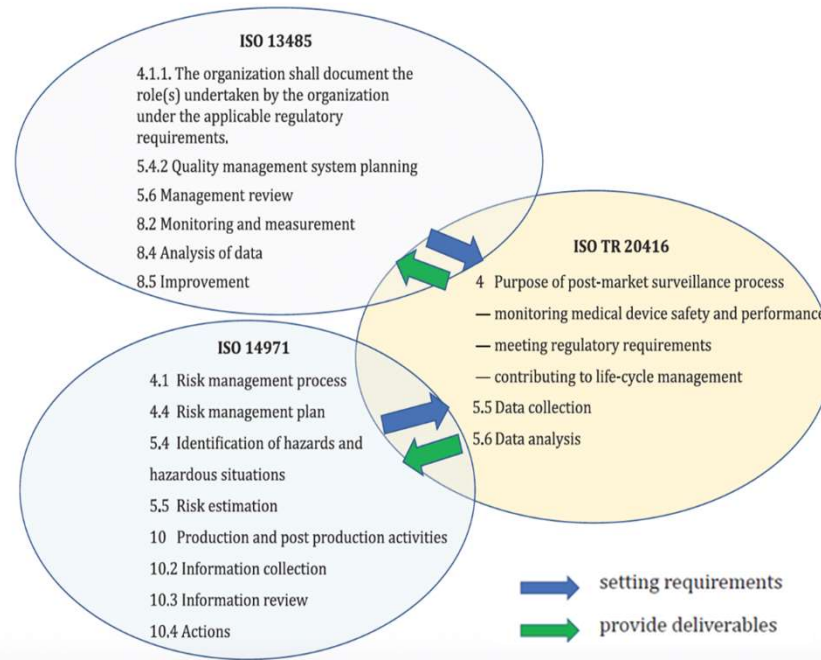 ISO 13485
4.1.1. The organization shall document the
role(s) undertaken by the organization
under the applicable regulatory
requirements.
5.4.2 Quality management system planning
5.6 Management review
8.2 Monitoring and measurement
8.4 Analysis of data
8.5 Improvement
ISO TR 20416
4 Purpose of post-market surveillance process
— monitoring medical device safety and performance
— meeting regulatory requirements
— contributing to life-cycle management
5.5 Data collection
5.6 Data analysis
ISO 14971
4.1 Risk management process
4.4 Risk management plan
5.4 Identification of hazards and
hazardous situations
5.5 Risk estimation
10 Production and post production activities
10.2 Information collection
10.3 Information review
10.4 Actions
setting requirements
provide deliverables